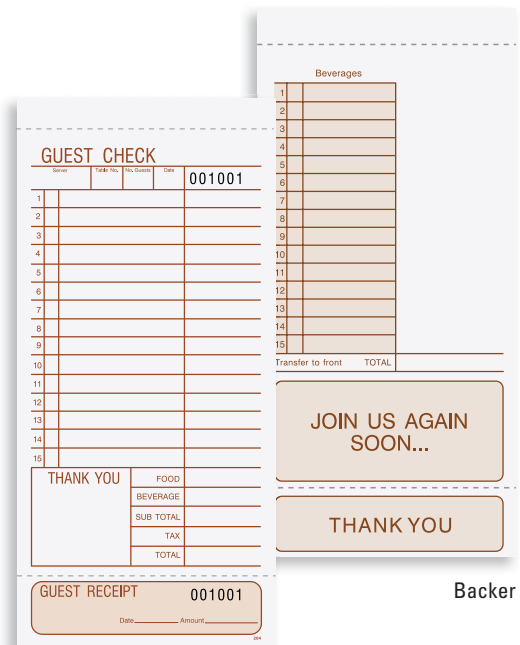 GUEST CHECK
Server Table No. No. Guests Date 001001
1
2
3
4
5
6
7
8
9
10
11
12
13
14
15
THANK YOU
FOOD
BEVERAGE
SUB TOTAL
TAX
TOTAL
GUEST RECEIPT 001001
Date Amount
204
Beverages
1
2
3
4
5
6
7
8
9
10
11
12
13
14
15
Transfer to front TOTAL
JOIN US AGAIN
SOON...
THANK YOU
Backer